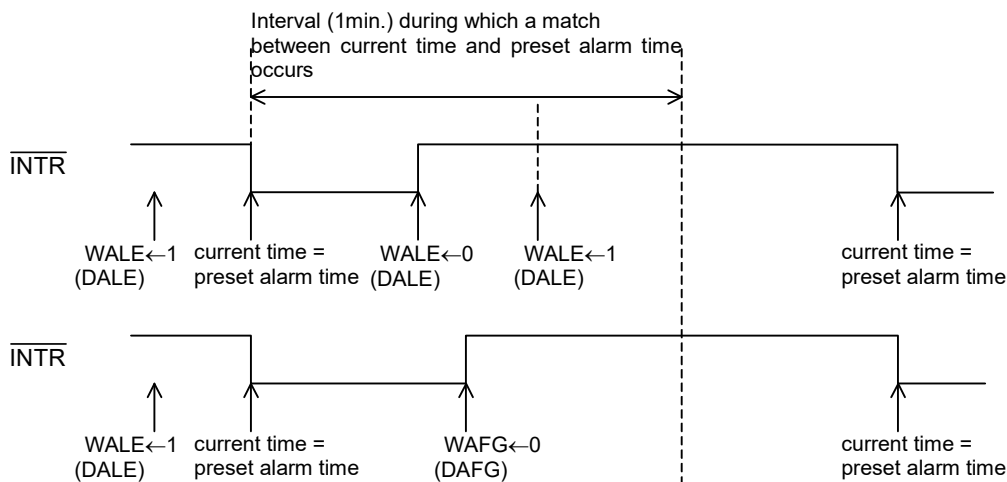 Interval (1min.) during which a match
between current time and preset alarm time
occurs
INTR
WALE←1
(DALE)
current time =
preset alarm time
WALE←0
(DALE)
WALE←1
(DALE)
current time =
preset alarm time
INTR
WALE←1
(DALE)
current time =
preset alarm time
WAFG←0
(DAFG)
current time =
preset alarm time